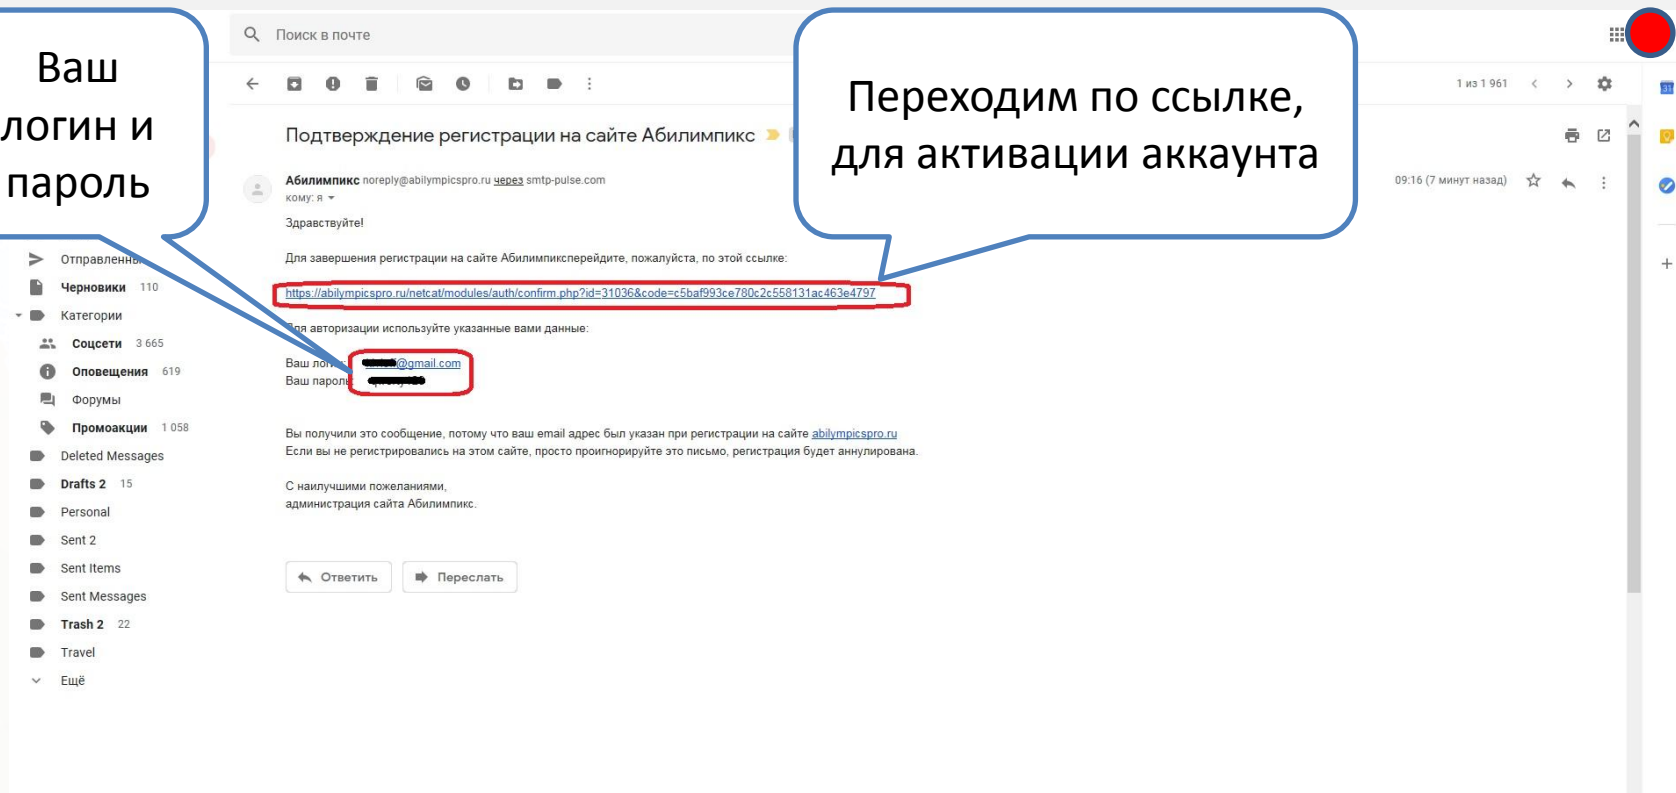 Ваш
логин и
пароль
Поиск в почте
Переходим по ссылке,
для активации аккаунта
1 из 1 961
Подтверждение регистрации на сайте Абилимпикс
Абилимпикс noreply@abilympicspro.ru через smtp-pulse.com
09:16 (7 минут назад)
кому: я
Здравствуйте!
Для завершения регистрации на сайте Абилимпиксперейдите, пожалуйста, по этой ссылке:
https://abilympicspro.ru/netcat/modules/auth/confirm.php?id=31036&code=c5baf993ce780c2c558131ac463e4797
Для авторизации используйте указанные вами данные:
Ваш логин: @gmail.com
Ваш пароль:
Вы получили это сообщение, потому что ваш email адрес был указан при регистрации на сайте abilympicspro.ru
Если вы не регистрировались на этом сайте, просто проигнорируйте это письмо, регистрация будет аннулирована.
С наилучшими пожеланиями,
администрация сайта Абилимпикс.
Ответить
Переслать
Отправленные
Черновики 110
Категории
Соцсети 3 665
Оповещения 619
Форумы
Промоакции 1 058
Deleted Messages
Drafts 2 15
Personal
Sent 2
Sent Items
Sent Messages
Trash 2 22
Travel
Ещё